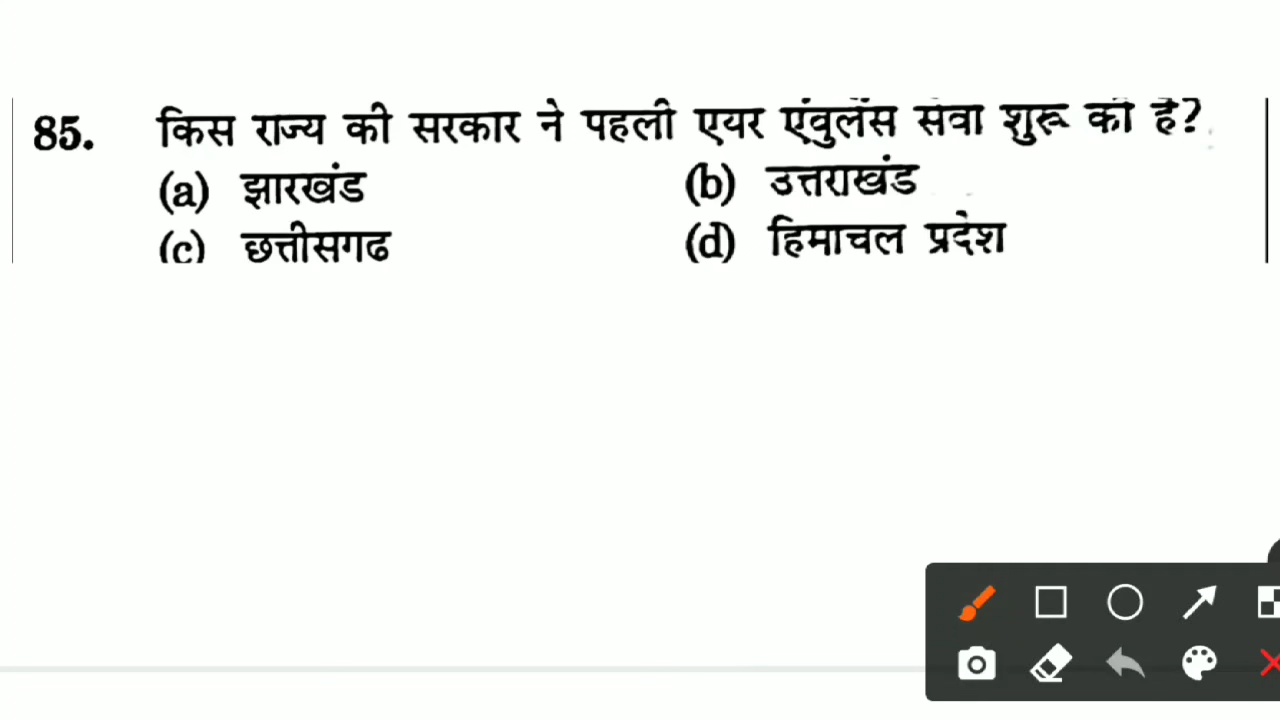 85. किस राज्य की सरकार ने पहली एयर एंबुलेंस सेवा शुरू की है?
(a) झारखंड (b) उत्तराखंड
(c) छत्तीसगढ (d) हिमाचल प्रदेश